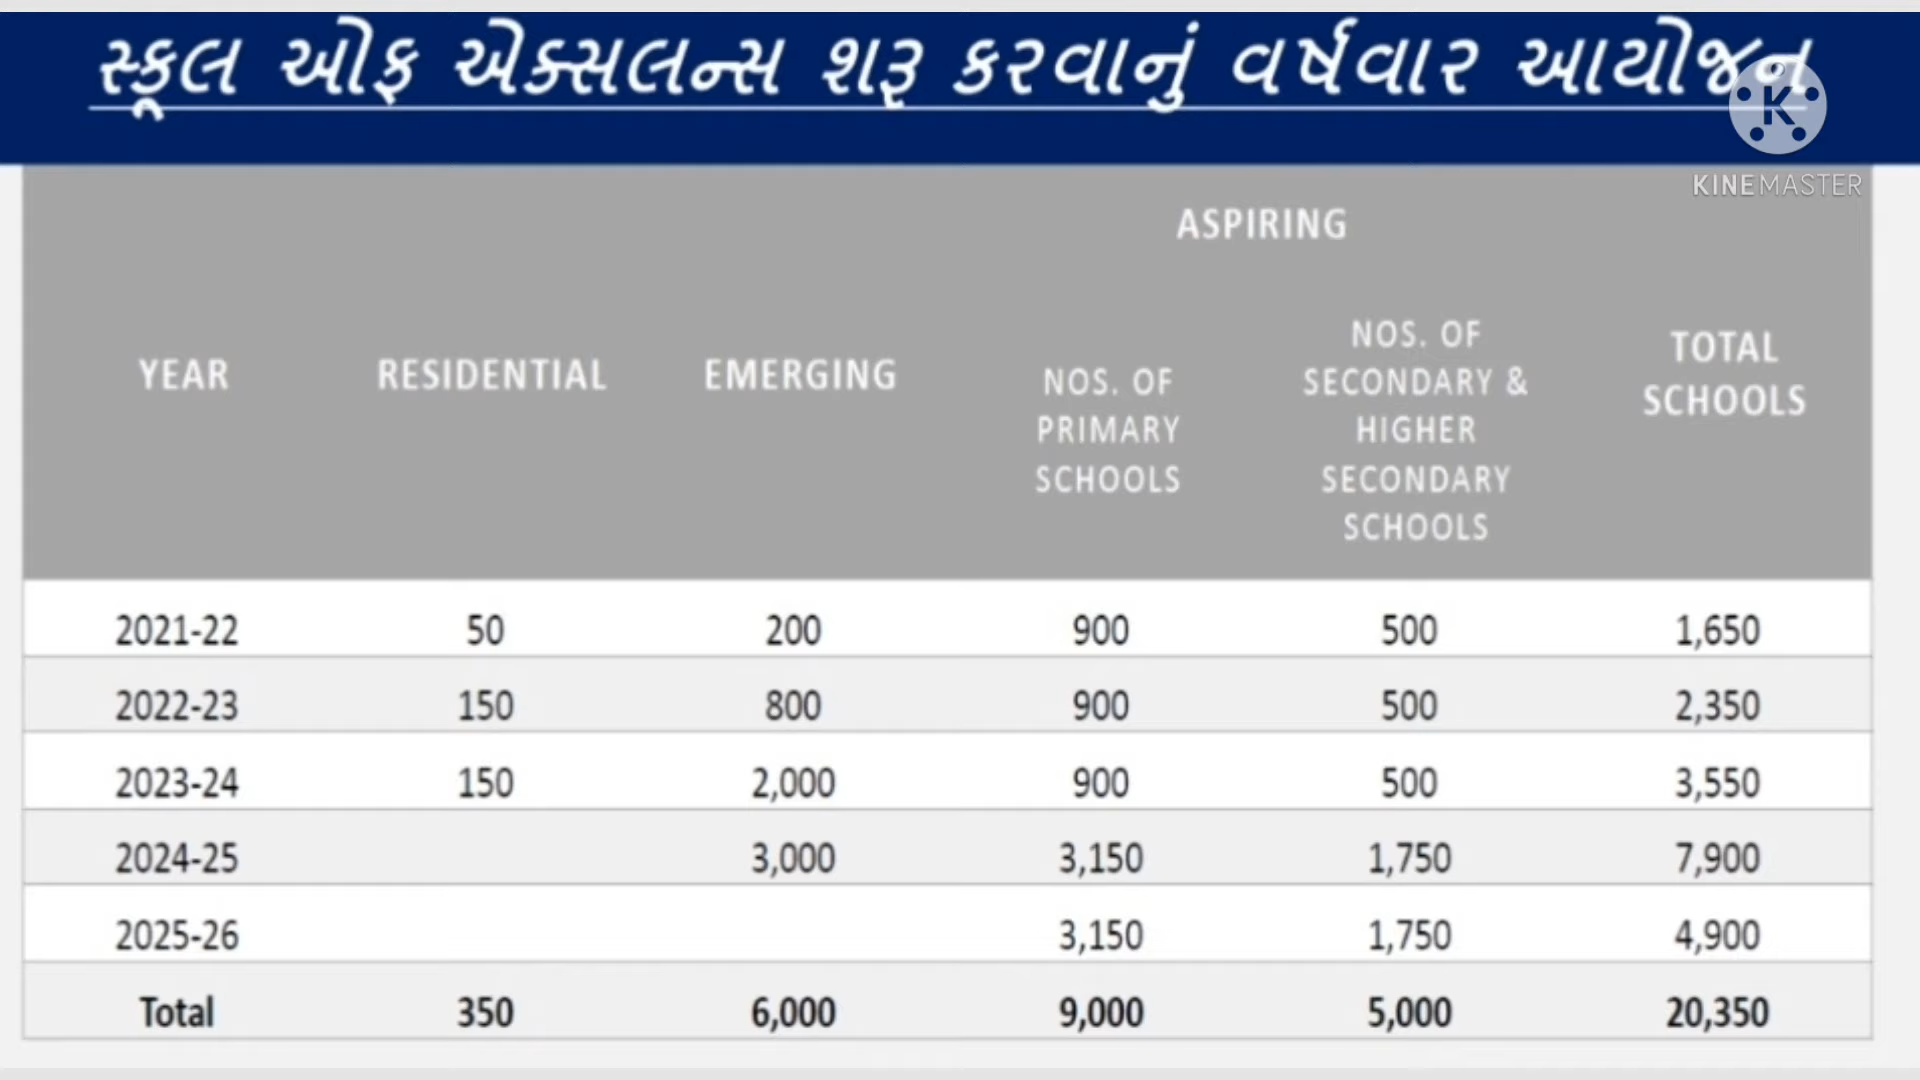 સ્કૂલ ઓફ એક્સલન્સ શરૂ કરવાનું વર્ષવાર આયોજન
K
KINEMASTER
ASPIRING
YEAR RESIDENTIAL EMERGING NOS. OF PRIMARY SCHOOLS NOS. OF SECONDARY & HIGHER SECONDARY SCHOOLS TOTAL SCHOOLS
2021-22 50 200 900 500 1,650
2022-23 150 800 900 500 2,350
2023-24 150 2,000 900 500 3,550
2024-25 3,000 3,150 1,750 7,900
2025-26 3,150 1,750 4,900
Total 350 6,000 9,000 5,000 20,350